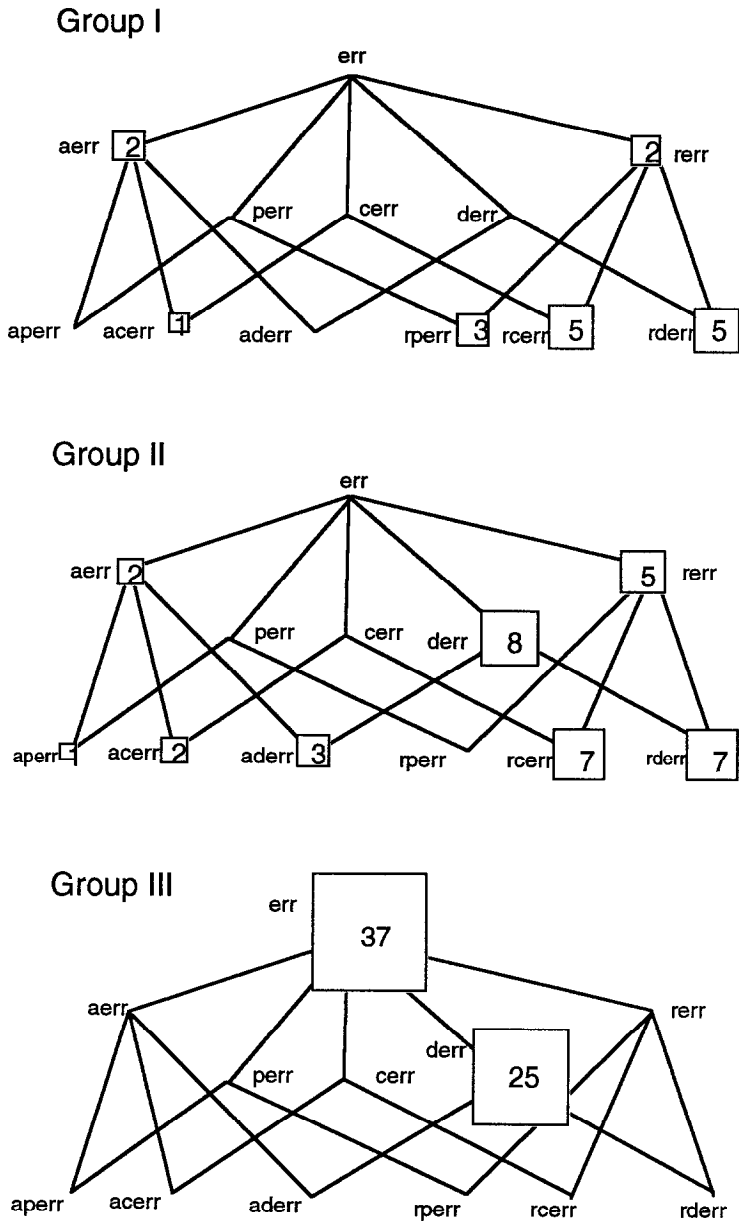 Group I
err
aerr 2 2 rerr
perr cerr derr
aperr acerr 1 aderr rperr 3 rcerr 5 rderr 5
Group II
err
aerr 2 5 rerr
perr cerr derr 8
aperr 1 acerr 2 aderr 3 rperr rcerr 7 rderr 7
Group III
err 37
aerr rerr
perr cerr derr 25
aperr acerr aderr rperr rcerr rderr